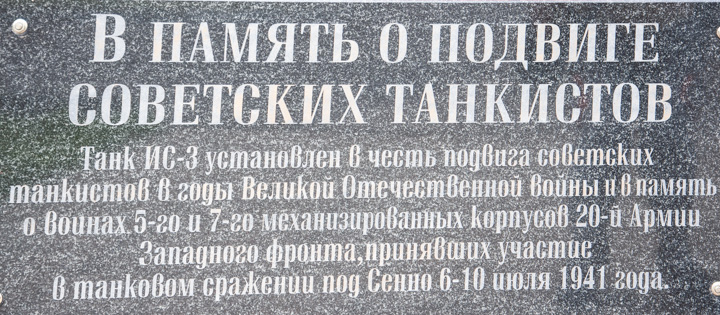 В ПАМЯТЬ О ПОДВИГЕ
СОВЕТСКИХ ТАНКИСТОВ
Танк ИС-3 установлен в честь подвига советских
танкистов в годы Великой Отечественной войны и в память
о воинах 5-го и 7-го механизированных корпусов 20-й Армии
Западного фронта,принявших участие
в танковом сражении под Сенно 6-10 июля 1941 года.